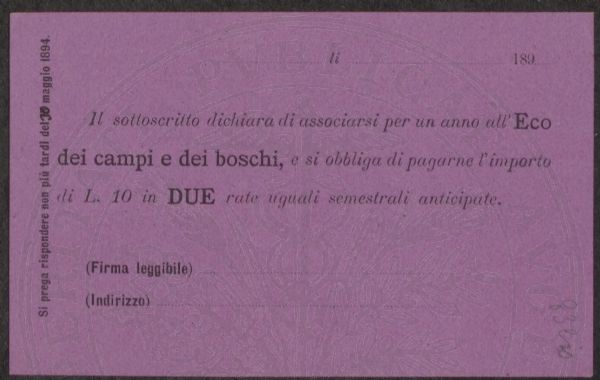 li 189
Il sottoscritto dichiara di associarsi per un anno all'Eco
dei campi e dei boschi, e si obbliga di pagarne l'importo
di L. 10 in DUE rate uguali semestrali anticipate.
(Firma leggibile)
(Indirizzo)
Si prega rispondere non più tardi del maggio 1894.